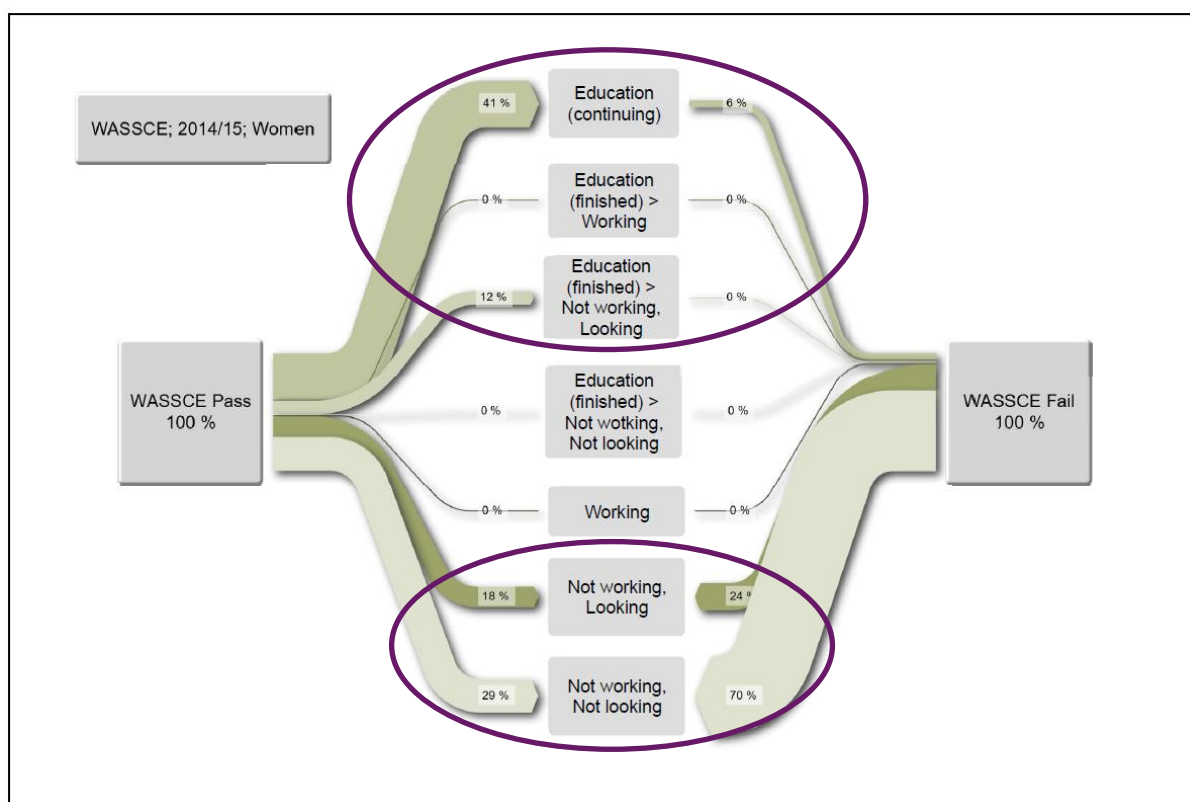 WASSCE; 2014/15; Women
41 %
Education
(continuing)
6 %
0 %
Education
(finished) >
Working
0 %
12 %
Education
(finished) >
Not working,
Looking
0 %
WASSCE Pass
100 %
0 %
Education
(finished) >
Not wotking,
Not looking
0 %
WASSCE Fail
100 %
0 %
Working
0 %
18 %
Not working,
Looking
24 %
29 %
Not working,
Not looking
70 %